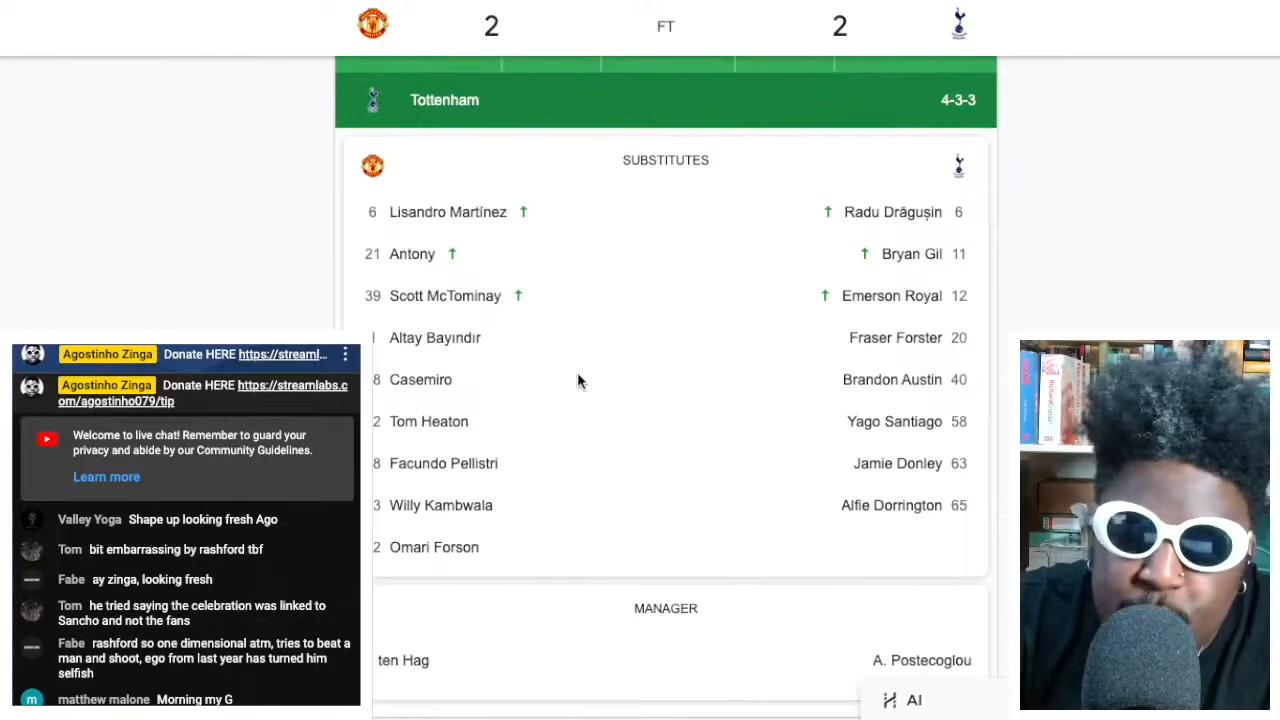 2 FT 2
Tottenham 4-3-3
SUBSTITUTES
6 Lisandro Martínez ↑ ↑ Radu Drăgușin 6
21 Antony ↑ ↑ Bryan Gil 11
39 Scott McTominay ↑ ↑ Emerson Royal 12
Altay Bayındır Fraser Forster 20
8 Casemiro Brandon Austin 40
2 Tom Heaton Yago Santiago 58
8 Facundo Pellistri Jamie Donley 63
3 Willy Kambwala Alfie Dorrington 65
2 Omari Forson
MANAGER
ten Hag A. Postecoglou
AI
Agostinho Zinga Donate HERE https://streaml...
Agostinho Zinga Donate HERE https://streamlabs.c
om/agostinho079/tip
Welcome to live chat! Remember to guard your
privacy and abide by our Community Guidelines.
Learn more
Valley Yoga Shape up looking fresh Ago
Tom bit embarrassing by rashford tbf
Fabe ay zinga, looking fresh
Tom he tried saying the celebration was linked to
Sancho and not the fans
Fabe rashford so one dimensional atm, tries to beat a
man and shoot, ego from last year has turned him
selfish
m matthew malone Morning my G